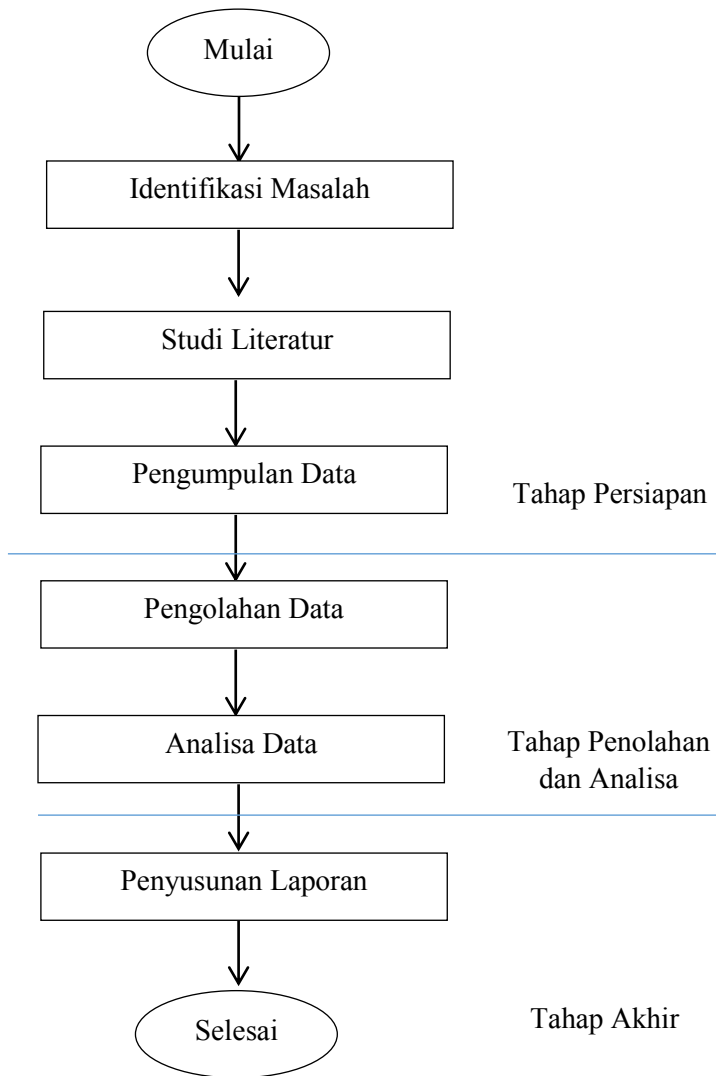 Mulai
Identifikasi Masalah
Studi Literatur
Pengumpulan Data
Tahap Persiapan
Pengolahan Data
Analisa Data
Tahap Penolahan
dan Analisa
Penyusunan Laporan
Selesai
Tahap Akhir